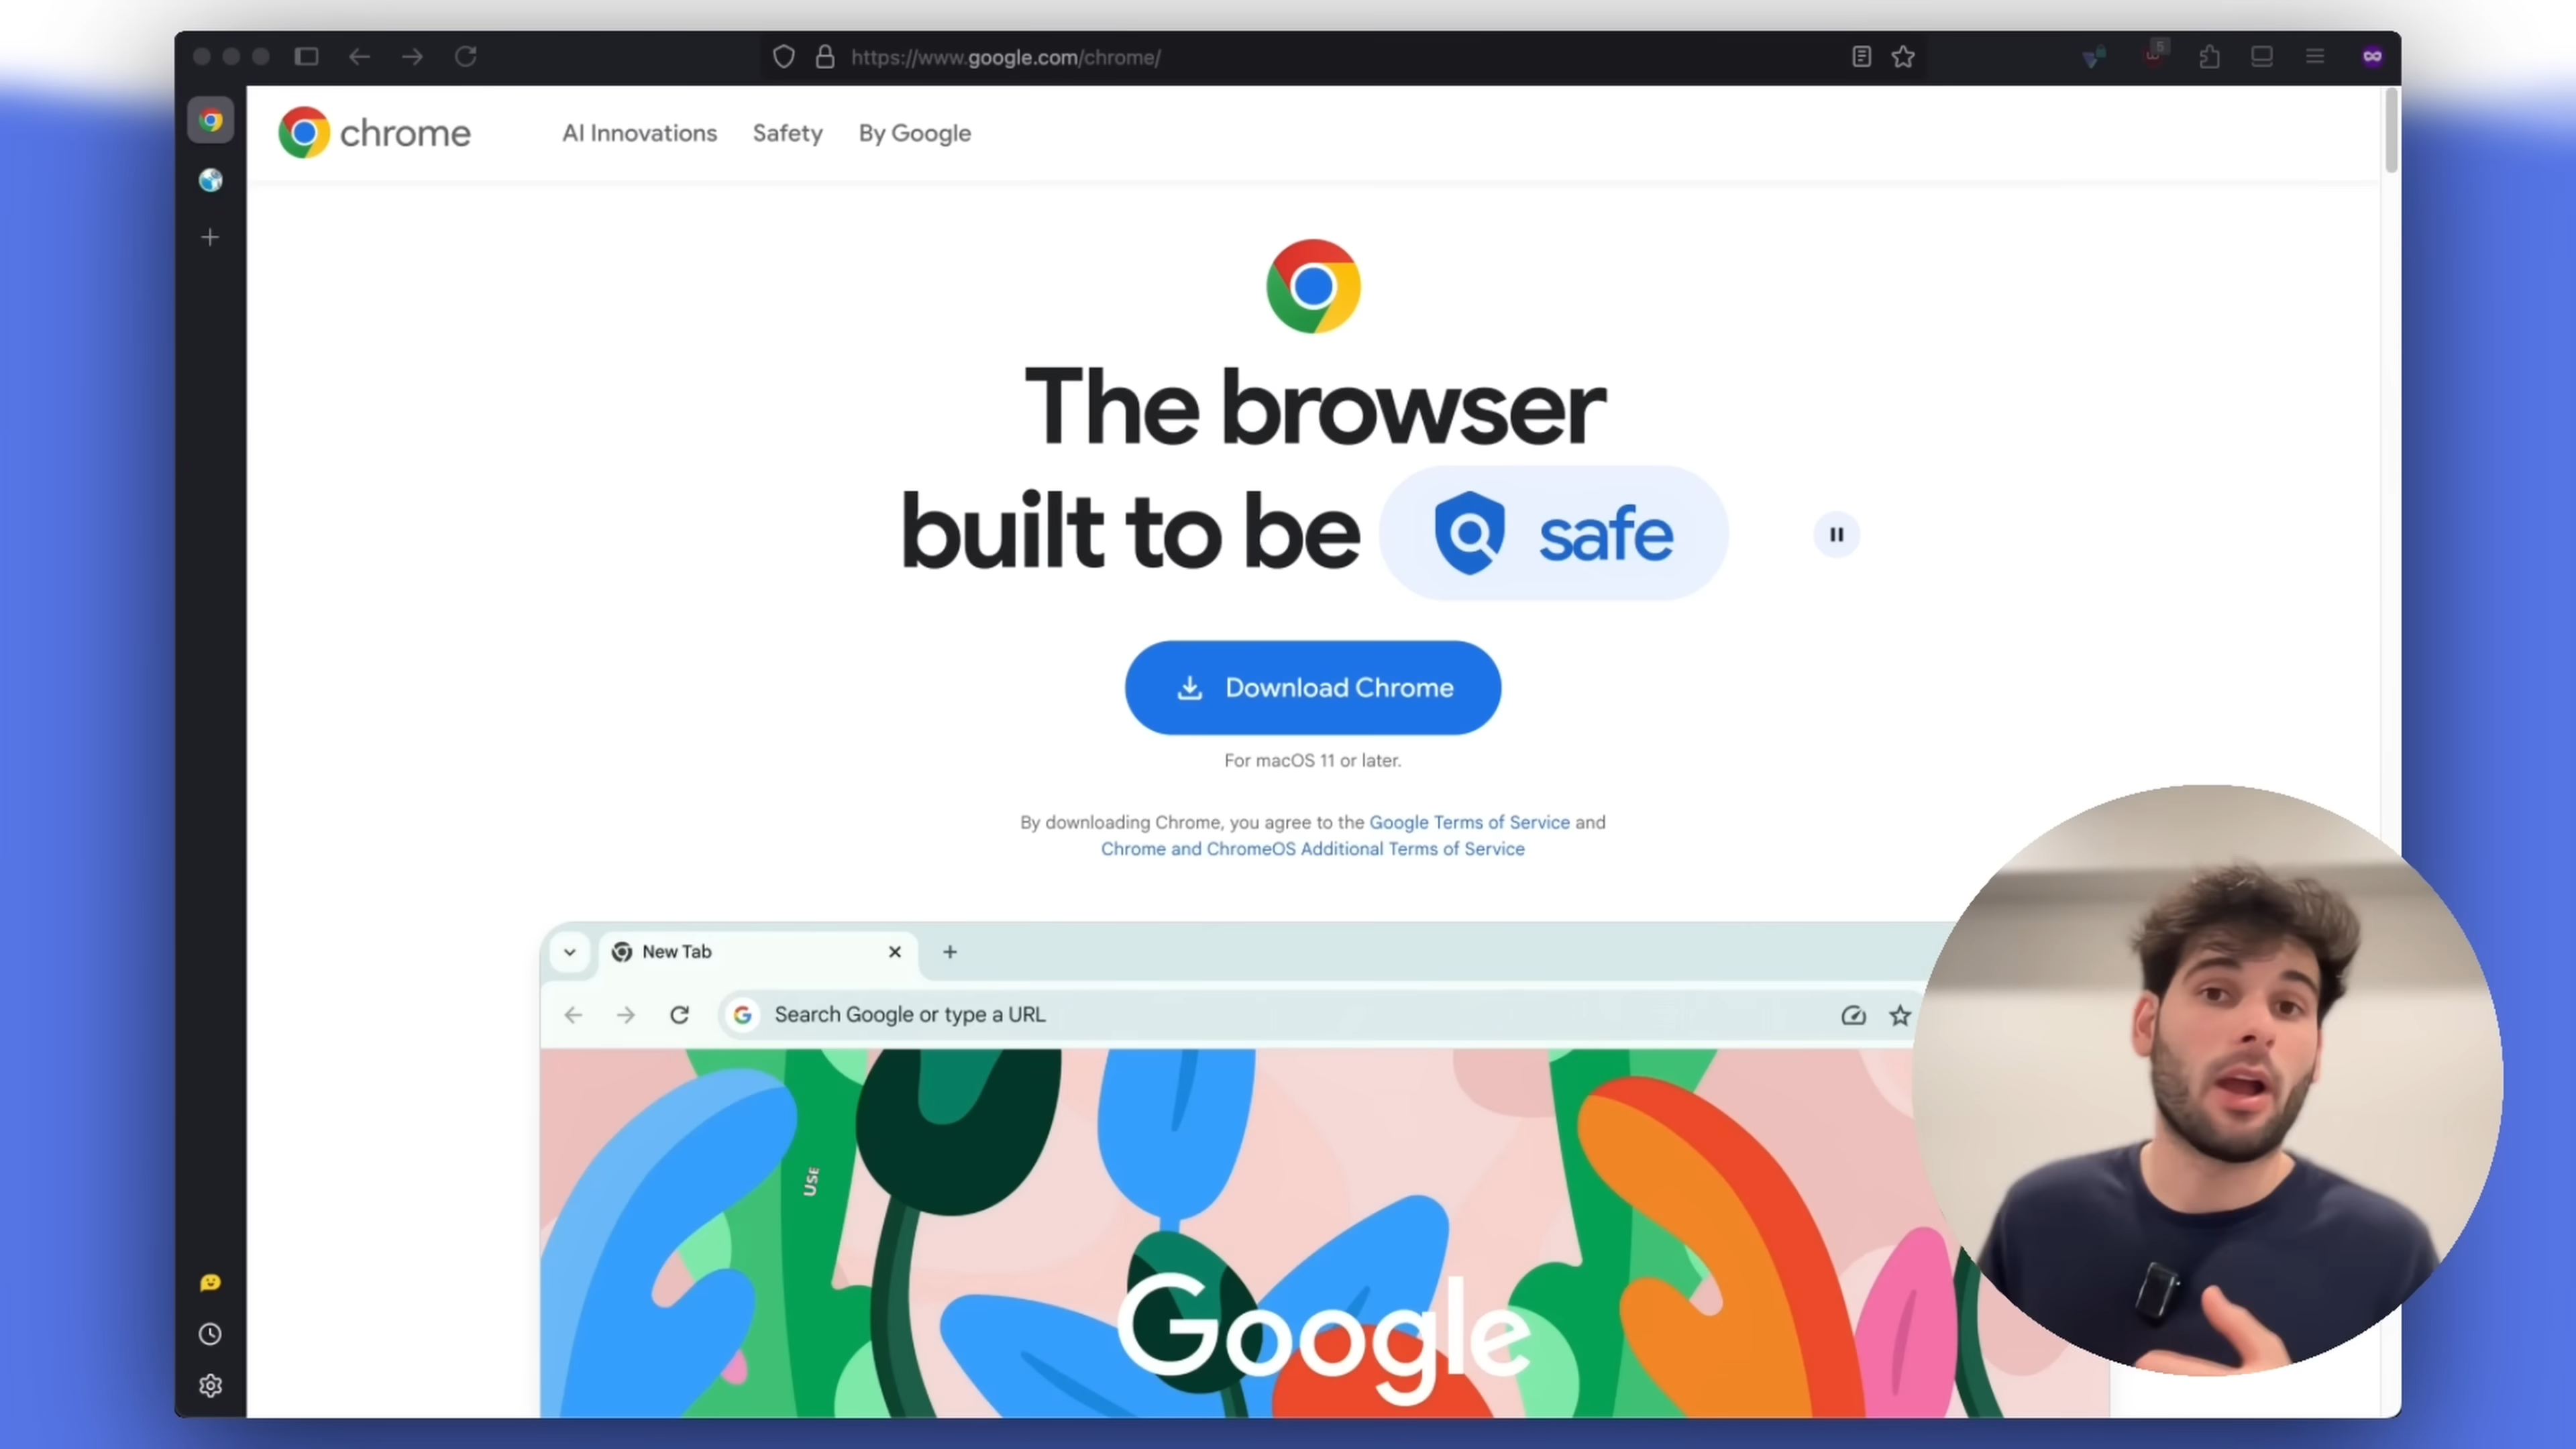 https://www.google.com/chrome/
5
chrome
AI Innovations Safety By Google
The browser
built to be safe
Download Chrome
For macOS 11 or later.
By downloading Chrome, you agree to the Google Terms of Service and
Chrome and ChromeOS Additional Terms of Service
New Tab
Search Google or type a URL
USE
Google